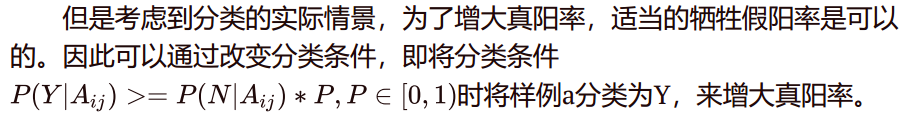 但是考虑到分类的实际情景，为了增大真阳率，适当的牺牲假阳率是可以
的。因此可以通过改变分类条件，即将分类条件
P(Y|A_{ij}) >= P(N|A_{ij}) * P, P ∈ [0, 1)时将样例a分类为Y，来增大真阳率。